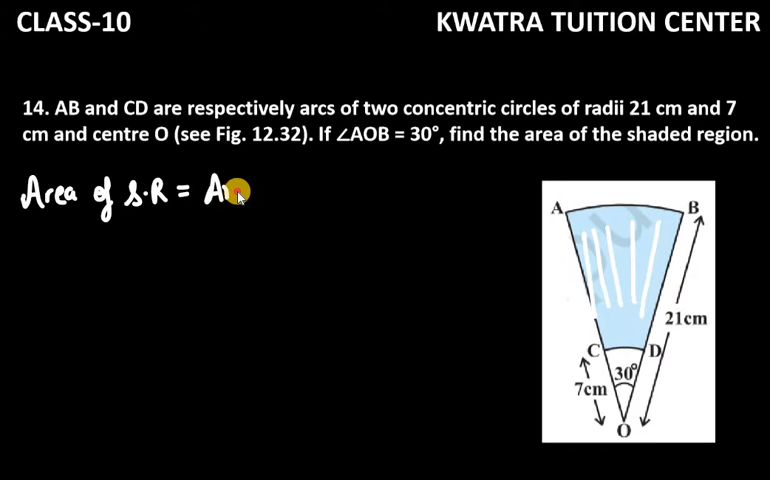 CLASS-10 KWATRA TUITION CENTER
14. AB and CD are respectively arcs of two concentric circles of radii 21 cm and 7
cm and centre O (see Fig. 12.32). If ∠AOB = 30°, find the area of the shaded region.
Area of S.R = Ar
A B
21cm
C D
30°
7cm
O